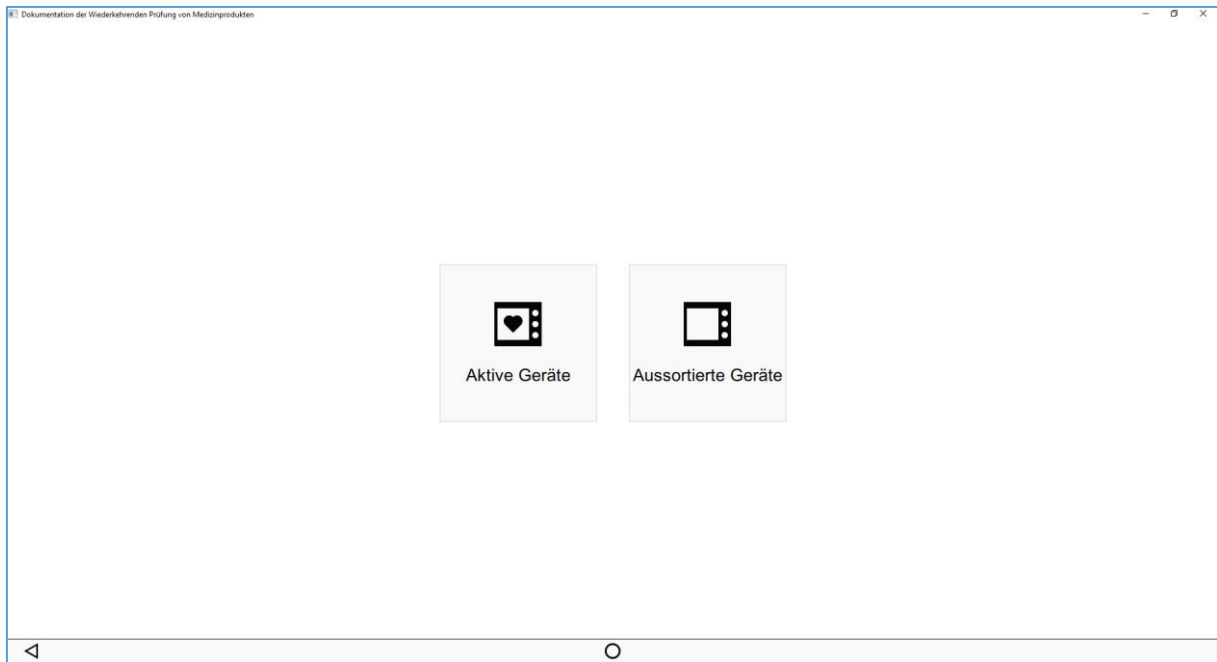 Dokumentation der Wiederkehrenden Prüfung von Medizinprodukten
Aktive Geräte
Aussortierte Geräte